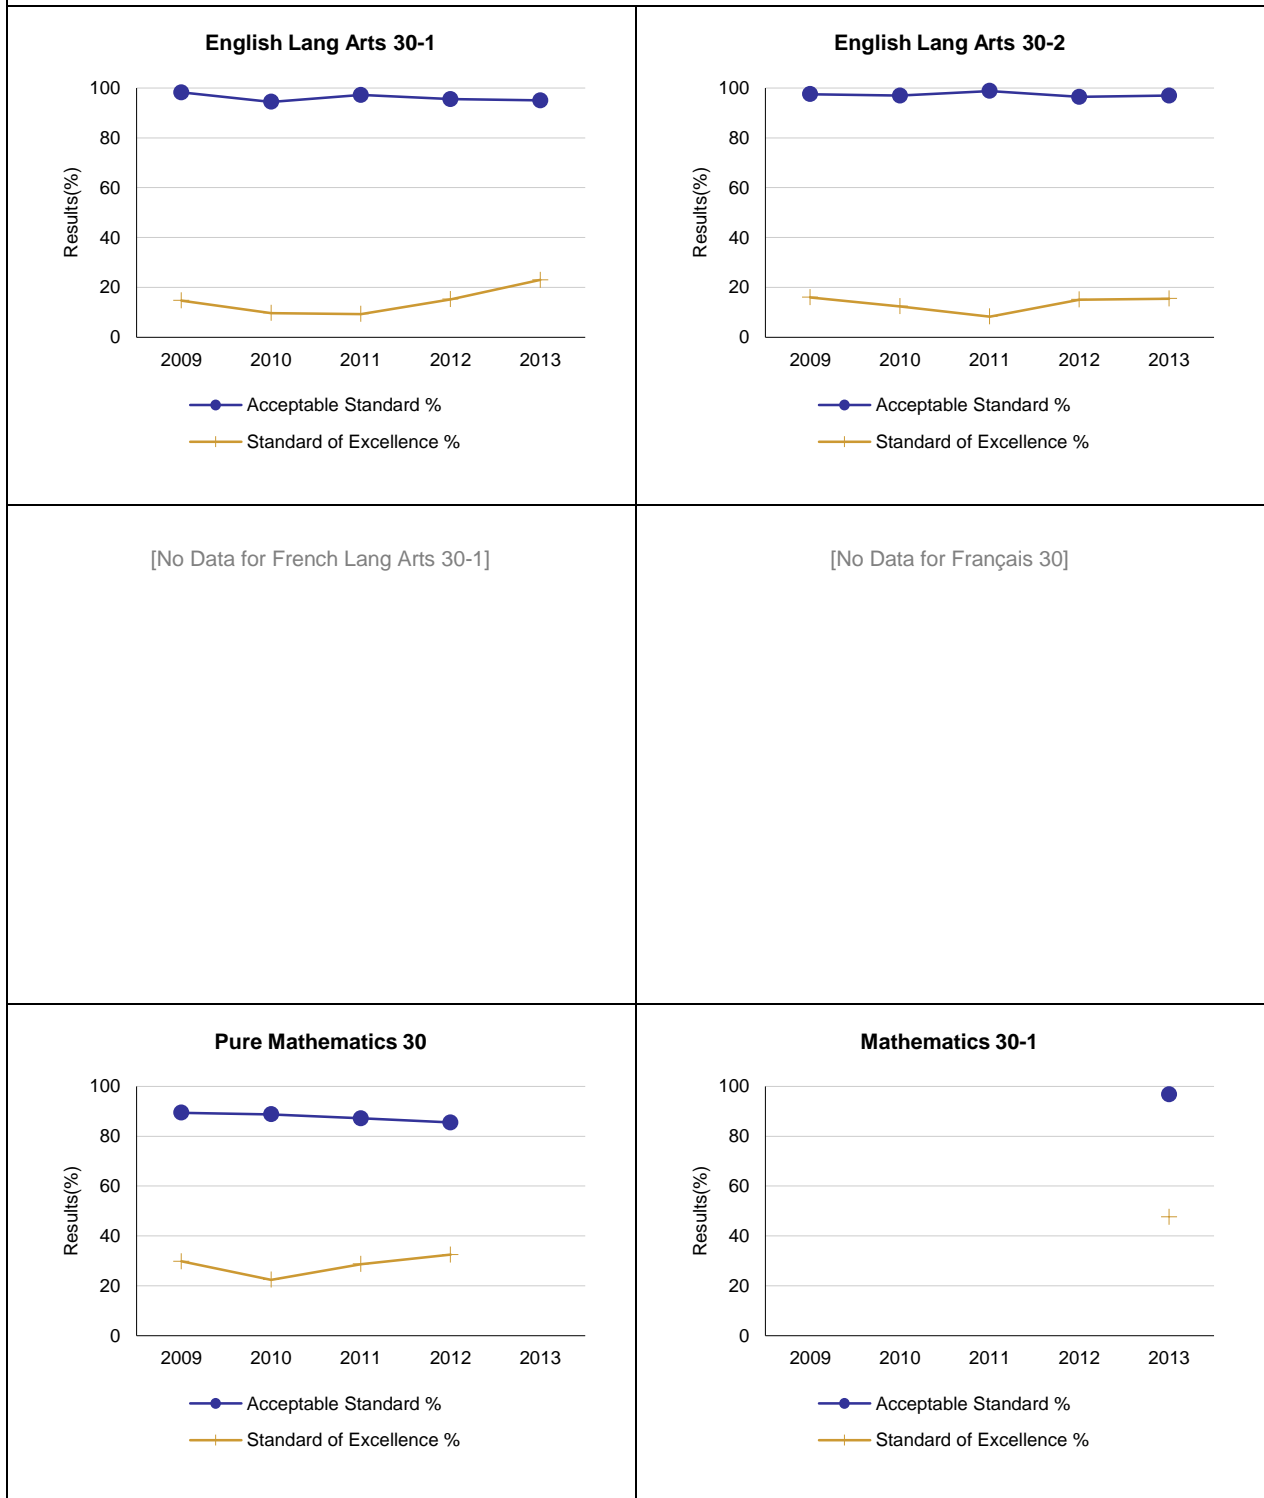 English Lang Arts 30-1
100
80
60
40
20
0
Results(%)
2009 2010 2011 2012 2013
Acceptable Standard %
Standard of Excellence %
English Lang Arts 30-2
100
80
60
40
20
0
Results(%)
2009 2010 2011 2012 2013
Acceptable Standard %
Standard of Excellence %
[No Data for French Lang Arts 30-1]
[No Data for Français 30]
Pure Mathematics 30
100
80
60
40
20
0
Results(%)
2009 2010 2011 2012 2013
Acceptable Standard %
Standard of Excellence %
Mathematics 30-1
100
80
60
40
20
0
Results(%)
2009 2010 2011 2012 2013
Acceptable Standard %
Standard of Excellence %